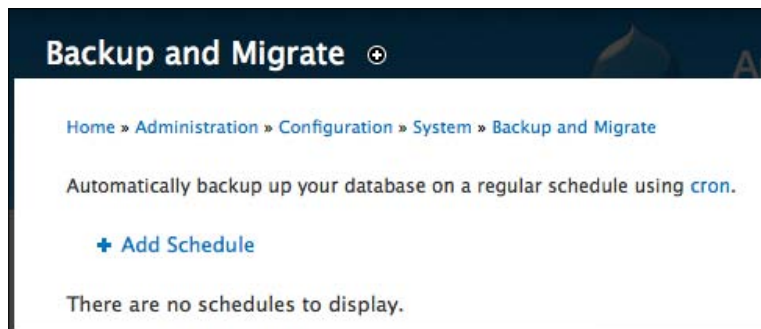 Backup and Migrate
A
Home » Administration » Configuration » System » Backup and Migrate
Automatically backup up your database on a regular schedule using cron.
+ Add Schedule
There are no schedules to display.